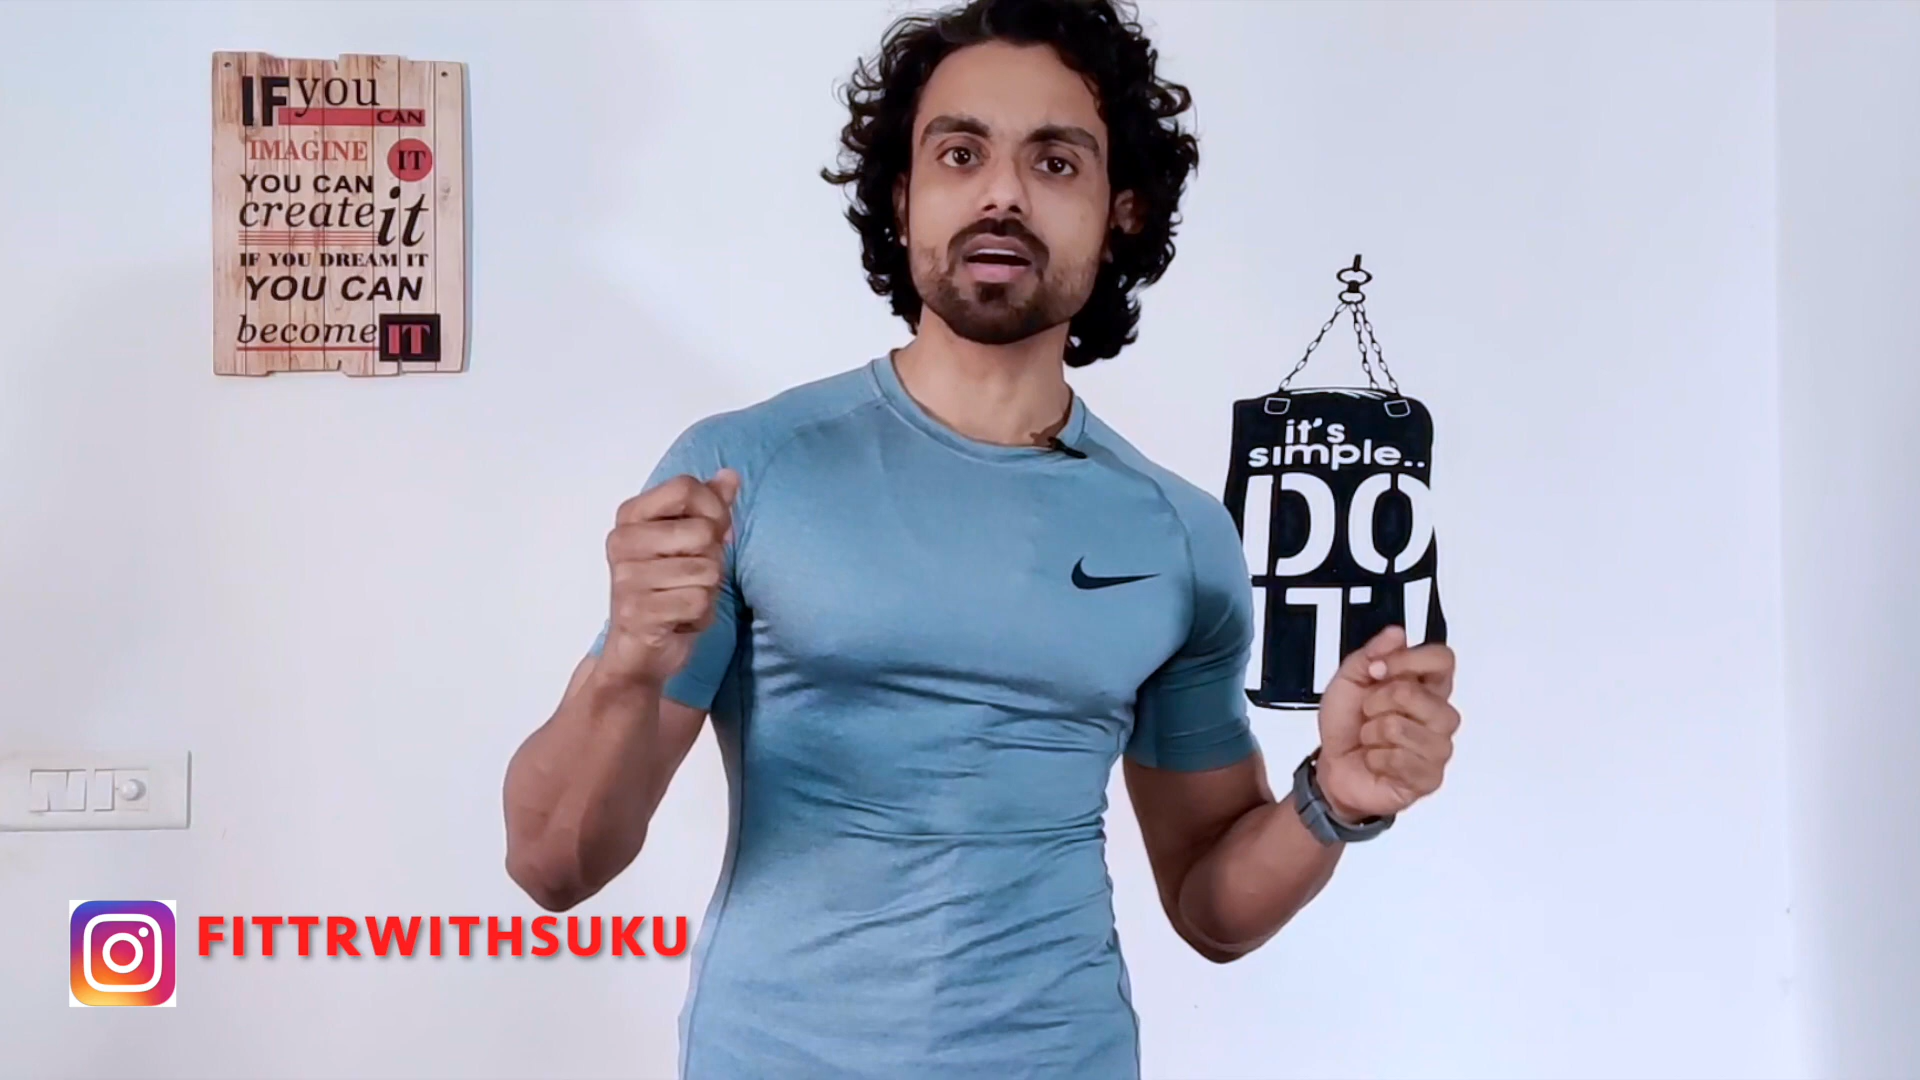 IF you
CAN
IMAGINE IT
YOU CAN
create it
IF YOU DREAM IT
YOU CAN
become IT
it's
simple..
DO
IT!
FITTRWITHSUKU